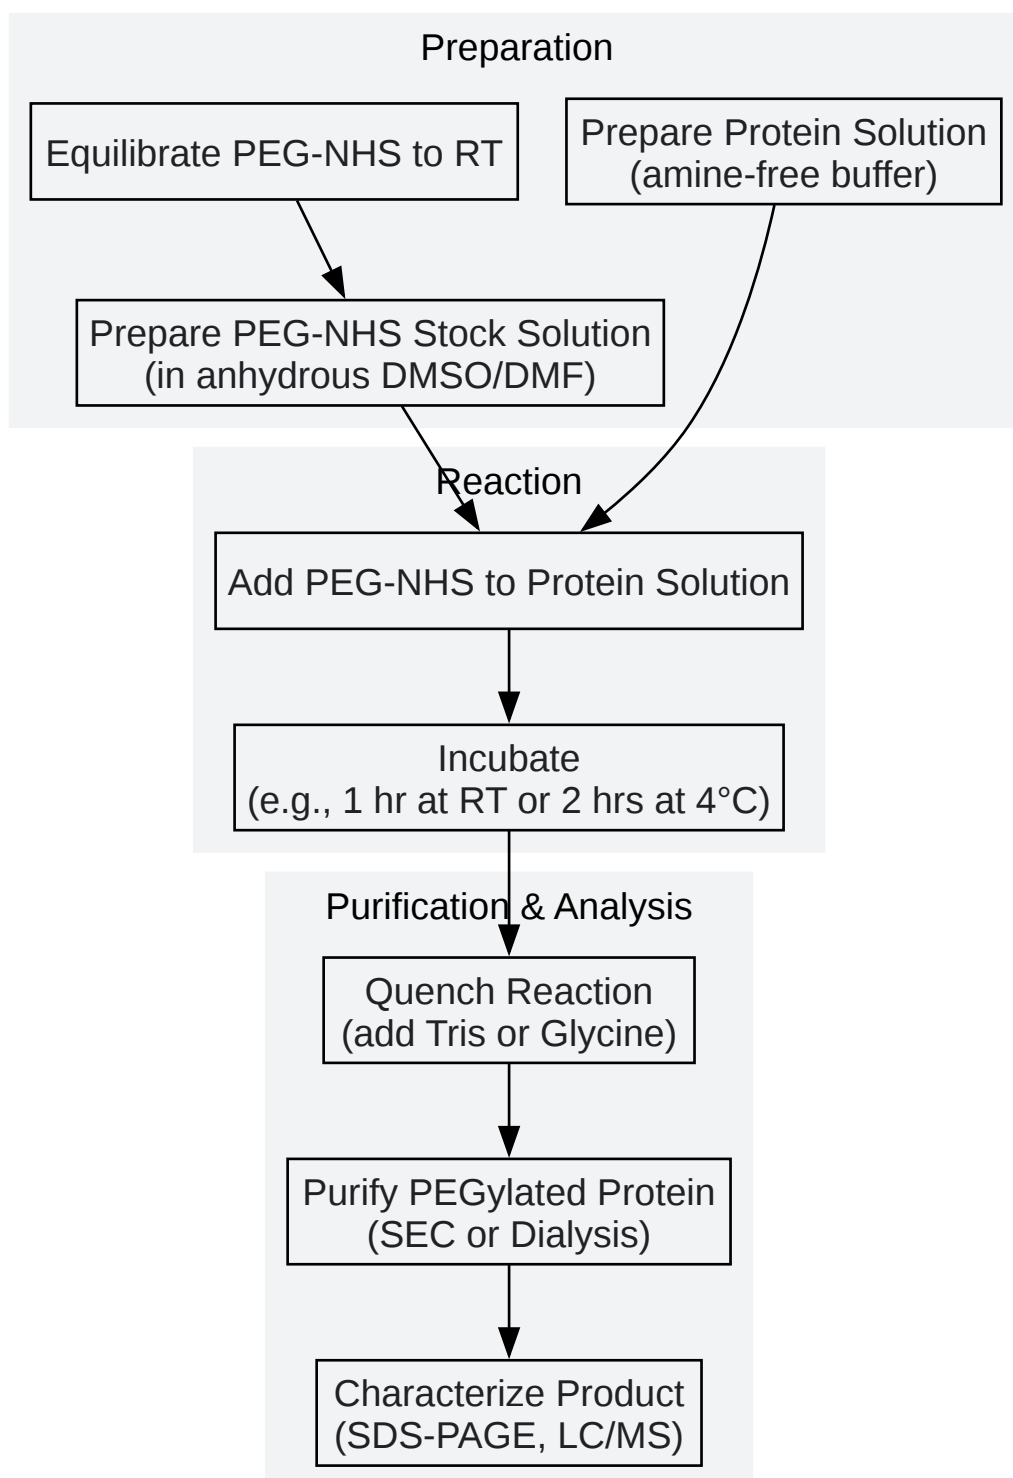 Preparation
Equilibrate PEG-NHS to RT
Prepare Protein Solution
(amine-free buffer)
Prepare PEG-NHS Stock Solution
(in anhydrous DMSO/DMF)
Reaction
Add PEG-NHS to Protein Solution
Incubate
(e.g., 1 hr at RT or 2 hrs at 4°C)
Purification & Analysis
Quench Reaction
(add Tris or Glycine)
Purify PEGylated Protein
(SEC or Dialysis)
Characterize Product
(SDS-PAGE, LC/MS)